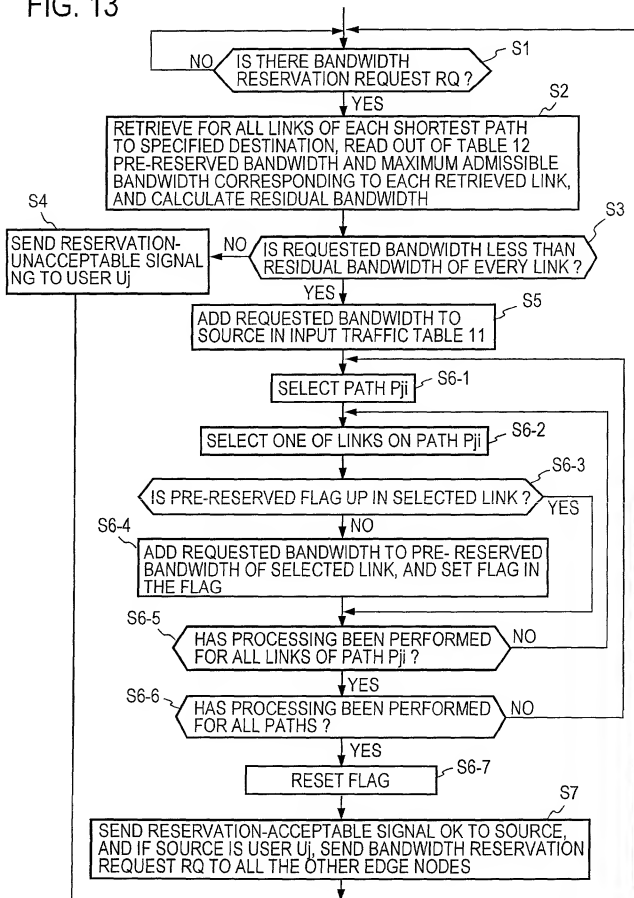 FIG. 13
S1
NO
IS THERE BANDWIDTH
RESERVATION REQUEST RQ ?
YES
S2
RETRIEVE FOR ALL LINKS OF EACH SHORTEST PATH
TO SPECIFIED DESTINATION, READ OUT OF TABLE 12
PRE-RESERVED BANDWIDTH AND MAXIMUM ADMISSIBLE
BANDWIDTH CORRESPONDING TO EACH RETRIEVED LINK,
AND CALCULATE RESIDUAL BANDWIDTH
S4
SEND RESERVATION-
UNACCEPTABLE SIGNAL
NG TO USER Uj
NO
S3
IS REQUESTED BANDWIDTH LESS THAN
RESIDUAL BANDWIDTH OF EVERY LINK ?
YES
S5
ADD REQUESTED BANDWIDTH TO
SOURCE IN INPUT TRAFFIC TABLE 11
SELECT PATH Pji
S6-1
SELECT ONE OF LINKS ON PATH Pji
S6-2
S6-3
IS PRE-RESERVED FLAG UP IN SELECTED LINK ?
YES
NO
S6-4
ADD REQUESTED BANDWIDTH TO PRE- RESERVED
BANDWIDTH OF SELECTED LINK, AND SET FLAG IN
THE FLAG
S6-5
HAS PROCESSING BEEN PERFORMED
FOR ALL LINKS OF PATH Pji ?
NO
YES
S6-6
HAS PROCESSING BEEN PERFORMED
FOR ALL PATHS ?
NO
YES
RESET FLAG
S6-7
S7
SEND RESERVATION-ACCEPTABLE SIGNAL OK TO SOURCE,
AND IF SOURCE IS USER Uj, SEND BANDWIDTH RESERVATION
REQUEST RQ TO ALL THE OTHER EDGE NODES